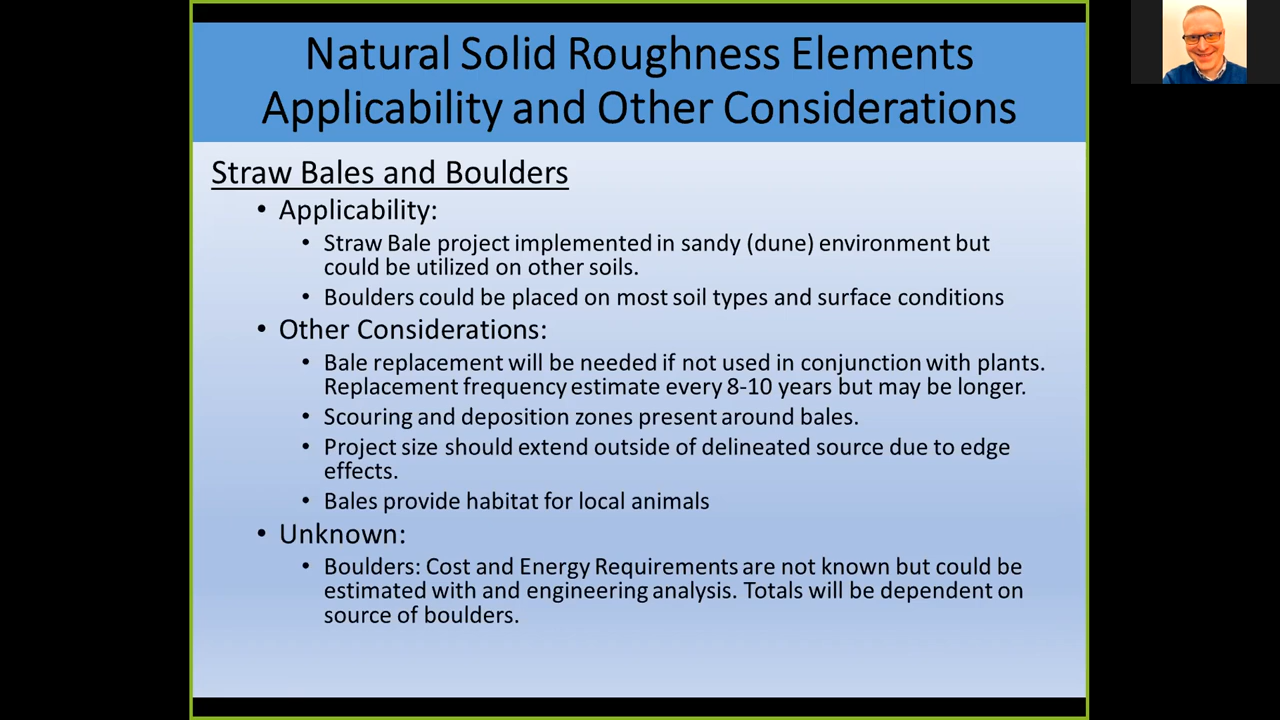 Natural Solid Roughness Elements
Applicability and Other Considerations
Straw Bales and Boulders
• Applicability:
• Straw Bale project implemented in sandy (dune) environment but
could be utilized on other soils.
• Boulders could be placed on most soil types and surface conditions
• Other Considerations:
• Bale replacement will be needed if not used in conjunction with plants.
Replacement frequency estimate every 8-10 years but may be longer.
• Scouring and deposition zones present around bales.
• Project size should extend outside of delineated source due to edge
effects.
• Bales provide habitat for local animals
• Unknown:
• Boulders: Cost and Energy Requirements are not known but could be
estimated with and engineering analysis. Totals will be dependent on
source of boulders.